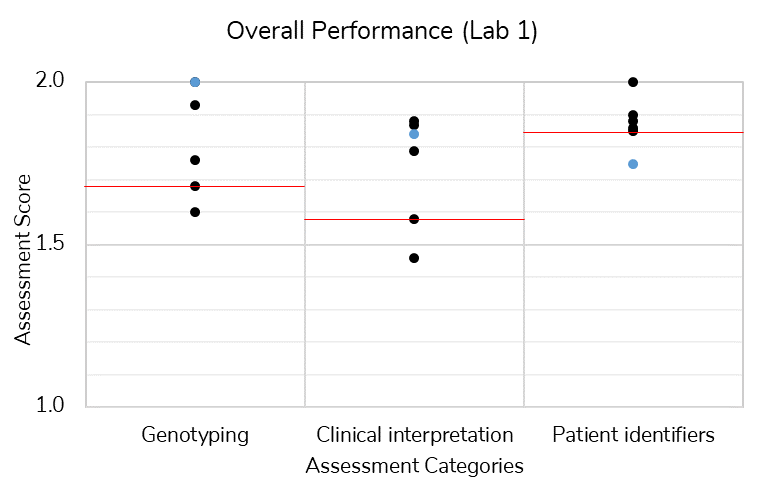 Overall Performance (Lab 1)
2.0
1.5
1.0
Assessment Score
Genotyping
Clinical interpretation
Patient identifiers
Assessment Categories